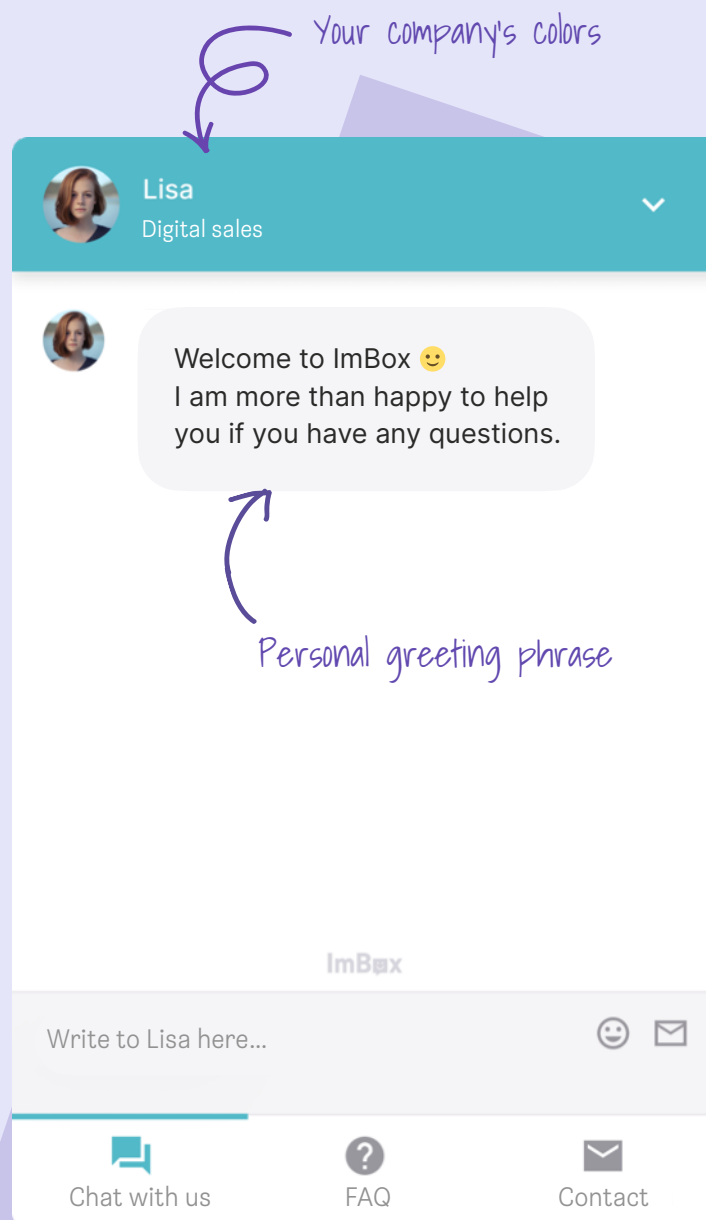 Your company's colors
Lisa
Digital sales
Welcome to ImBox 🙂
I am more than happy to help
you if you have any questions.
Personal greeting phrase
ImBox
Write to Lisa here...
Chat with us
FAQ
Contact